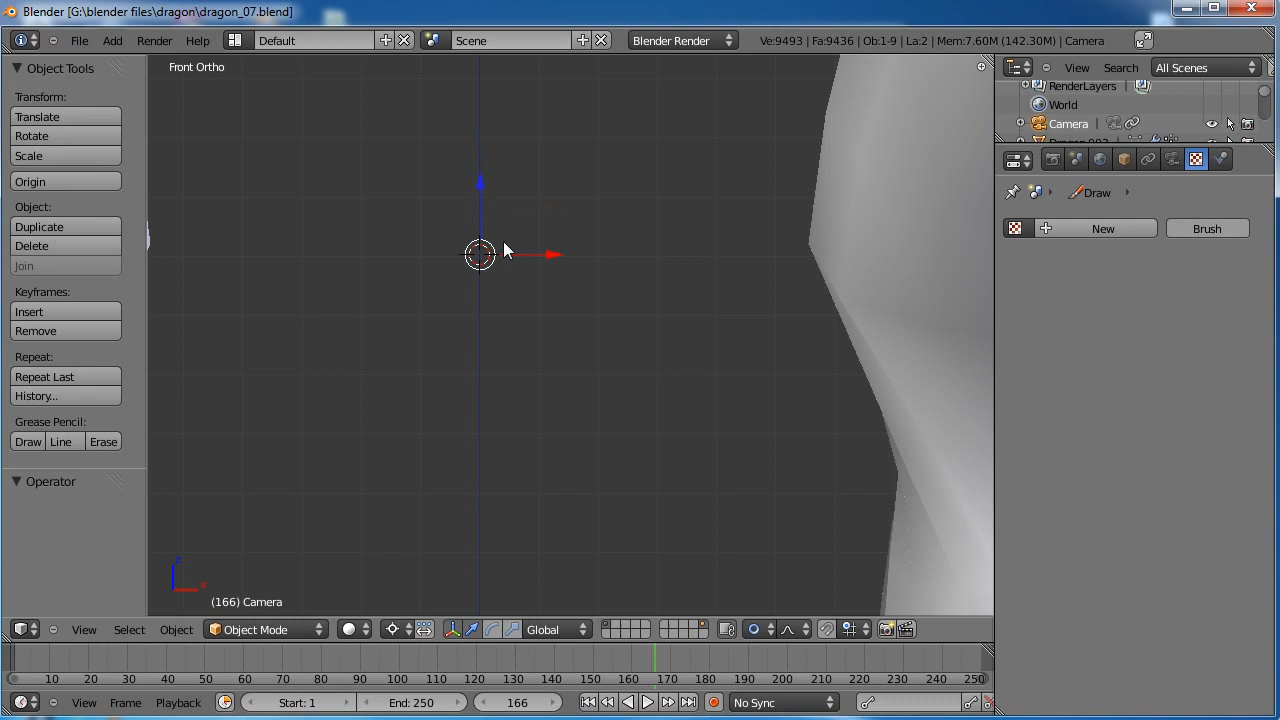 Blender [G:\blender files\dragon\dragon_07.blend]
File Add Render Help Default Scene Blender Render Ve:9493 | Fa:9436 | Ob:1-9 | La:2 | Mem:7.60M (142.30M) | Camera
Object Tools
Transform:
Translate
Rotate
Scale
Origin
Object:
Duplicate
Delete
Join
Keyframes:
Insert
Remove
Repeat:
Repeat Last
History...
Grease Pencil:
Draw Line Erase
Operator
Front Ortho
z
x
(166) Camera
View Search All Scenes
RenderLayers
World
Camera
Draw
New Brush
View Select Object Object Mode Global
10 20 30 40 50 60 70 80 90 100 110 120 130 140 150 160 170 180 190 200 210 220 230 240 250
View Frame Playback Start: 1 End: 250 166 No Sync